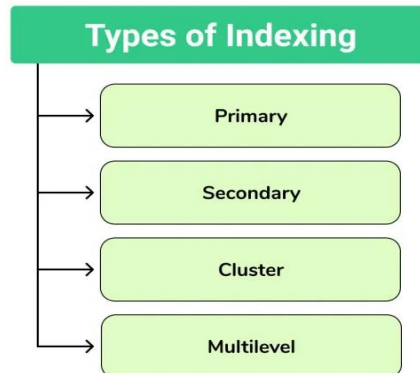 Types of Indexing
Primary
Secondary
Cluster
Multilevel